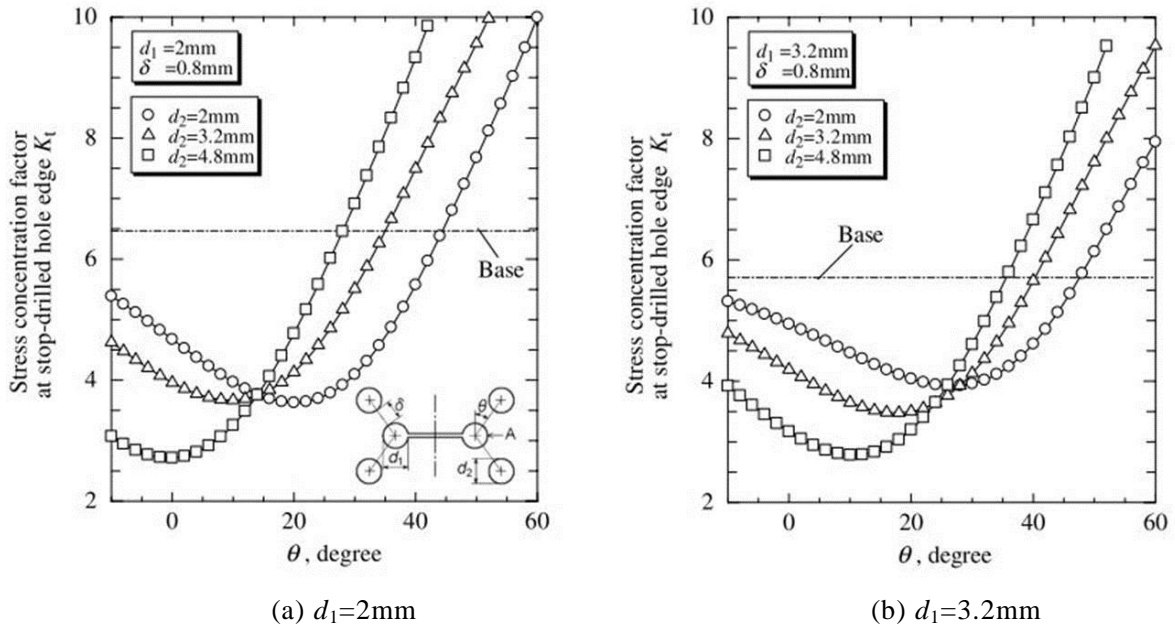 Stress concentration factor
at stop-drilled hole edge Kt
10
8
6
4
2
d1=2mm
δ=0.8mm
d2=2mm
d2=3.2mm
d2=4.8mm
Base
δ
θ
A
d1
d2
0
20
40
60
θ, degree
(a) d1=2mm
Stress concentration factor
at stop-drilled hole edge Kt
10
8
6
4
2
d1=3.2mm
δ=0.8mm
d2=2mm
d2=3.2mm
d2=4.8mm
Base
0
20
40
60
θ, degree
(b) d1=3.2mm